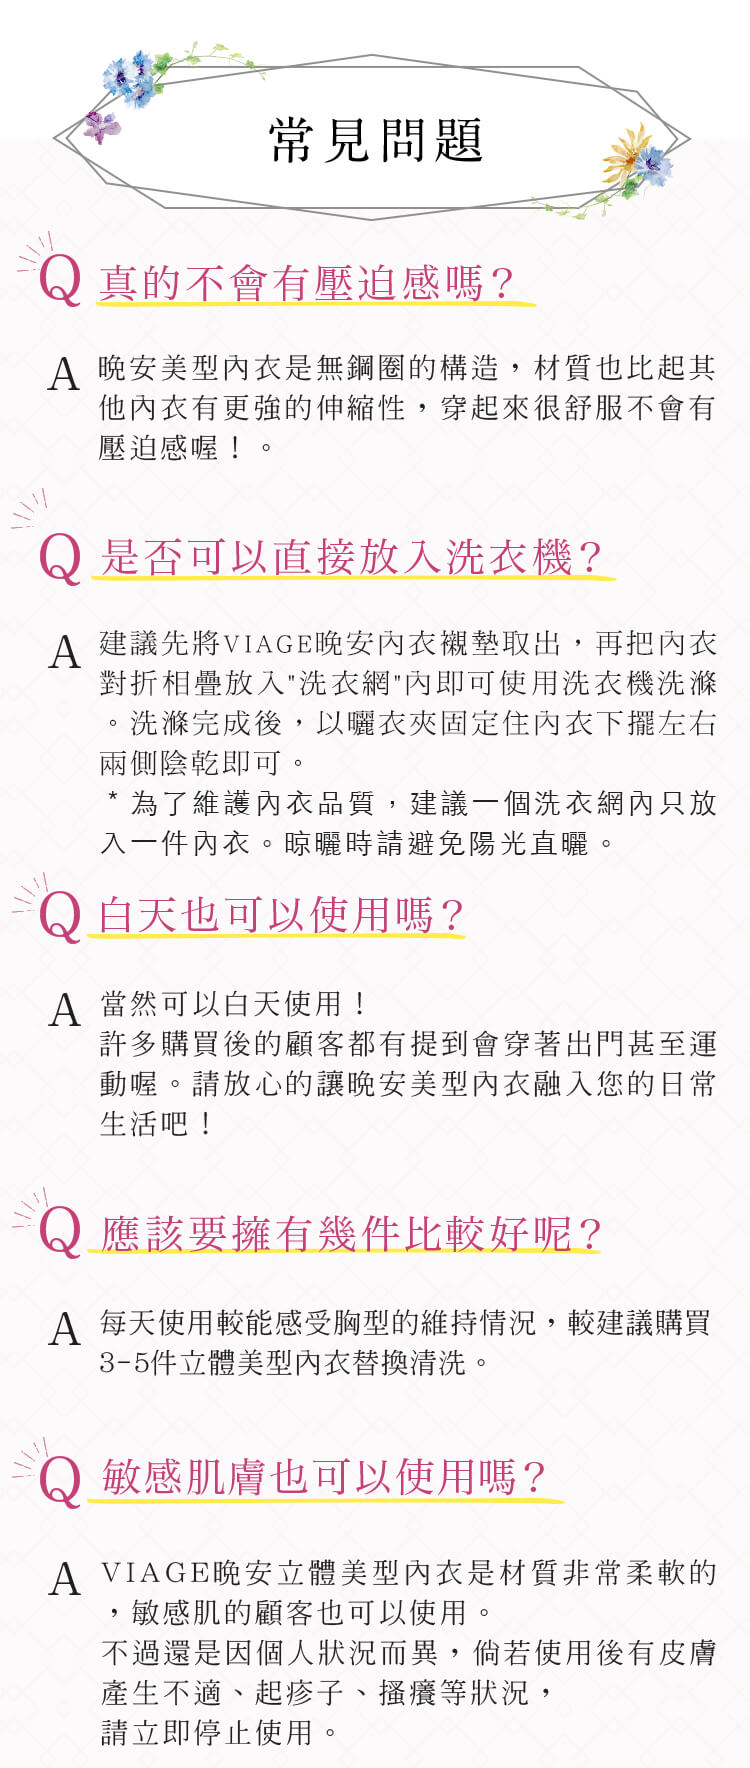 常見問題
Q 真的不會有壓迫感嗎？
A 晚安美型內衣是無鋼圈的構造，材質也比起其
他內衣有更強的伸縮性，穿起來很舒服不會有
壓迫感喔！。
Q 是否可以直接放入洗衣機？
A 建議先將VIAGE晚安內衣襯墊取出，再把內衣
對折相疊放入"洗衣網"內即可使用洗衣機洗滌
。洗滌完成後，以曬衣夾固定住內衣下擺左右
兩側陰乾即可。
* 為了維護內衣品質，建議一個洗衣網內只放
入一件內衣。晾曬時請避免陽光直曬。
Q 白天也可以使用嗎？
A 當然可以白天使用！
許多購買後的顧客都有提到會穿著出門甚至運
動喔。請放心的讓晚安美型內衣融入您的日常
生活吧！
Q 應該要擁有幾件比較好呢？
A 每天使用較能感受胸型的維持情況，較建議購買
3-5件立體美型內衣替換清洗。
Q 敏感肌膚也可以使用嗎？
A VIAGE晚安立體美型內衣是材質非常柔軟的
，敏感肌的顧客也可以使用。
不過還是因個人狀況而異，倘若使用後有皮膚
產生不適、起疹子、搔癢等狀況，
請立即停止使用。